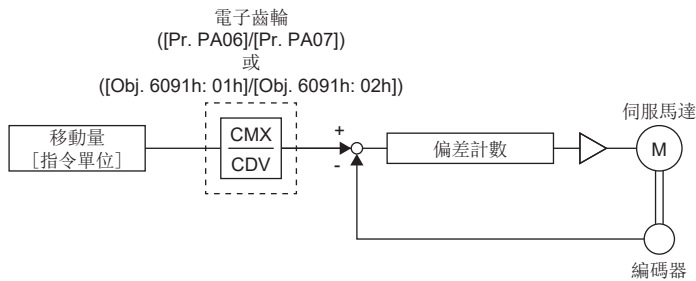 電子齒輪
([Pr. PA06]/[Pr. PA07])
或
([Obj. 6091h: 01h]/[Obj. 6091h: 02h])
伺服馬達
移動量
[指令單位]
CMX
CDV
+
-
偏差計數
M
編碼器